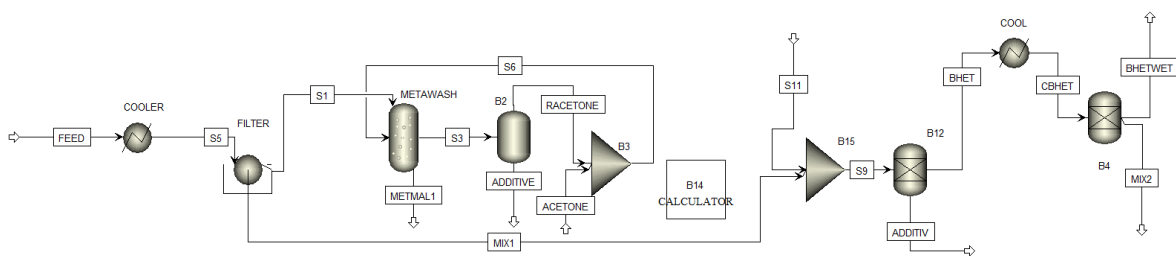 COOL
BHETWET
S6
S11
BHET
CBHET
S1
METAWASH
B2
RACETONE
COOLER
B12
B15
FILTER
B3
FEED
S5
S3
S9
B4
ADDITIVE
B14
CALCULATOR
MIX2
METMAL1
ACETONE
ADDITIV
MIX1